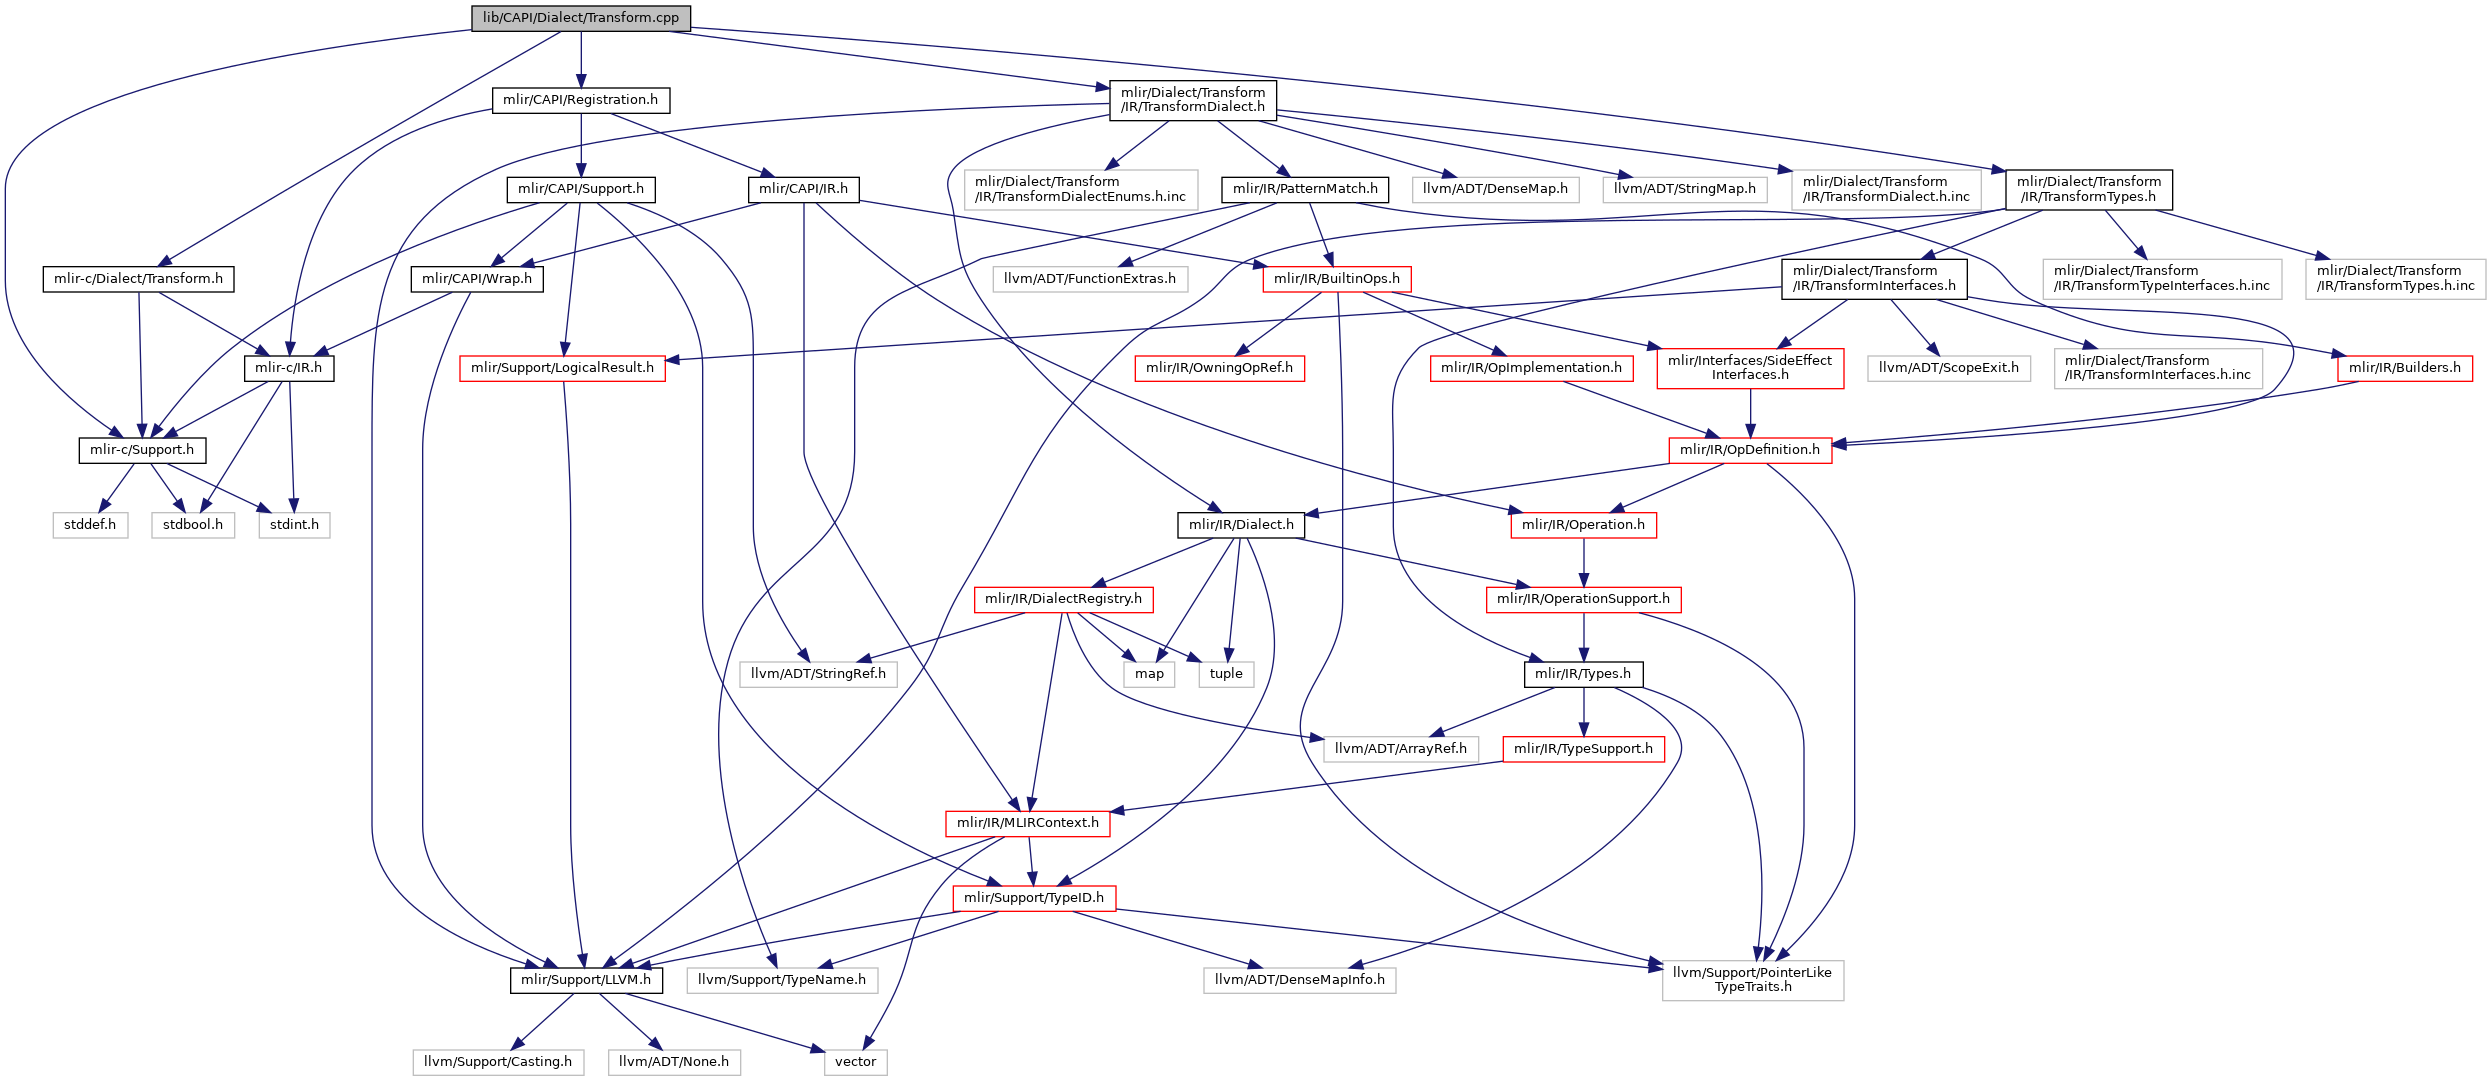 lib/CAPI/Dialect/Transform.cpp
mlir/CAPI/Registration.h
mlir/Dialect/Transform
/IR/TransformDialect.h
mlir/CAPI/Support.h
mlir/CAPI/IR.h
mlir/Dialect/Transform
/IR/TransformDialectEnums.h.inc
mlir/IR/PatternMatch.h
llvm/ADT/DenseMap.h
llvm/ADT/StringMap.h
mlir/Dialect/Transform
/IR/TransformDialect.h.inc
mlir/Dialect/Transform
/IR/TransformTypes.h
mlir-c/Dialect/Transform.h
mlir/CAPI/Wrap.h
llvm/ADT/FunctionExtras.h
mlir/IR/BuiltinOps.h
mlir/Dialect/Transform
/IR/TransformInterfaces.h
mlir/Dialect/Transform
/IR/TransformTypeInterfaces.h.inc
mlir/Dialect/Transform
/IR/TransformTypes.h.inc
mlir-c/IR.h
mlir/Support/LogicalResult.h
mlir/IR/OwningOpRef.h
mlir/IR/OpImplementation.h
mlir/Interfaces/SideEffect
Interfaces.h
llvm/ADT/ScopeExit.h
mlir/Dialect/Transform
/IR/TransformInterfaces.h.inc
mlir/IR/Builders.h
mlir-c/Support.h
mlir/IR/OpDefinition.h
stddef.h
stdbool.h
stdint.h
mlir/IR/Dialect.h
mlir/IR/Operation.h
mlir/IR/DialectRegistry.h
mlir/IR/OperationSupport.h
llvm/ADT/StringRef.h
map
tuple
mlir/IR/Types.h
llvm/ADT/ArrayRef.h
mlir/IR/TypeSupport.h
mlir/IR/MLIRContext.h
mlir/Support/TypeID.h
mlir/Support/LLVM.h
llvm/Support/TypeName.h
llvm/ADT/DenseMapInfo.h
llvm/Support/PointerLike
TypeTraits.h
llvm/Support/Casting.h
llvm/ADT/None.h
vector